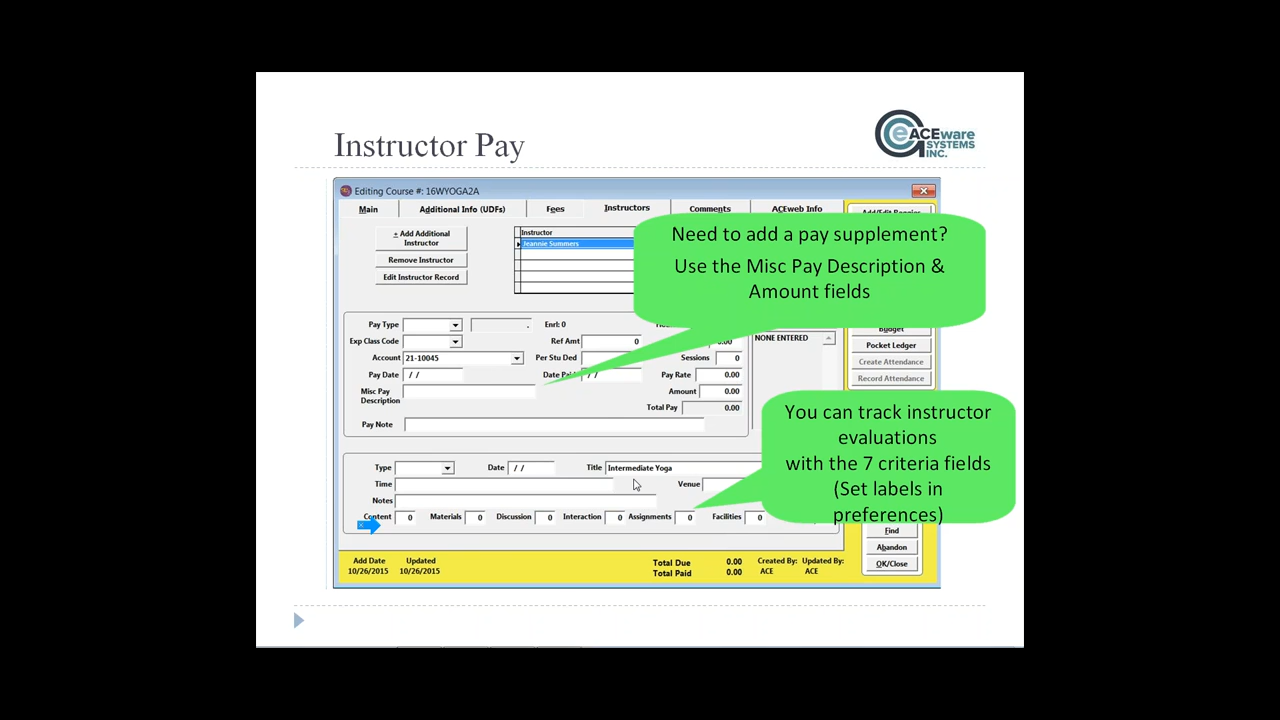 Instructor Pay
ACEware
SYSTEMS
INC.
Editing Course #: 16WYOGA2A
Main
Additional Info (UDFs)
Fees
Instructors
Comments
ACEweb Info
+ Add Additional
Instructor
Remove Instructor
Edit Instructor Record
Instructor
Jeannie Summers
Need to add a pay supplement?
Use the Misc Pay Description &
Amount fields
Pay Type
.
Enrl: 0
Exp Class Code
Ref Amt 0
0.00
NONE ENTERED
Budget
Pocket Ledger
Create Attendance
Record Attendance
Account 21-10045
Per Stu Ded
Sessions 0
Pay Date / /
/ /
Pay Rate 0.00
Misc Pay
Description
Amount 0.00
Total Pay 0.00
Pay Note
You can track instructor
evaluations
with the 7 criteria fields
(Set labels in
preferences)
Type
Date / /
Title Intermediate Yoga
Time
Venue
Notes
Content 0 Materials 0 Discussion 0 Interaction 0 Assignments 0 Facilities 0
Find
Abandon
OK/Close
Add Date
10/26/2015
Updated
10/26/2015
Total Due 0.00
Total Paid 0.00
Created By:
ACE
Updated By:
ACE